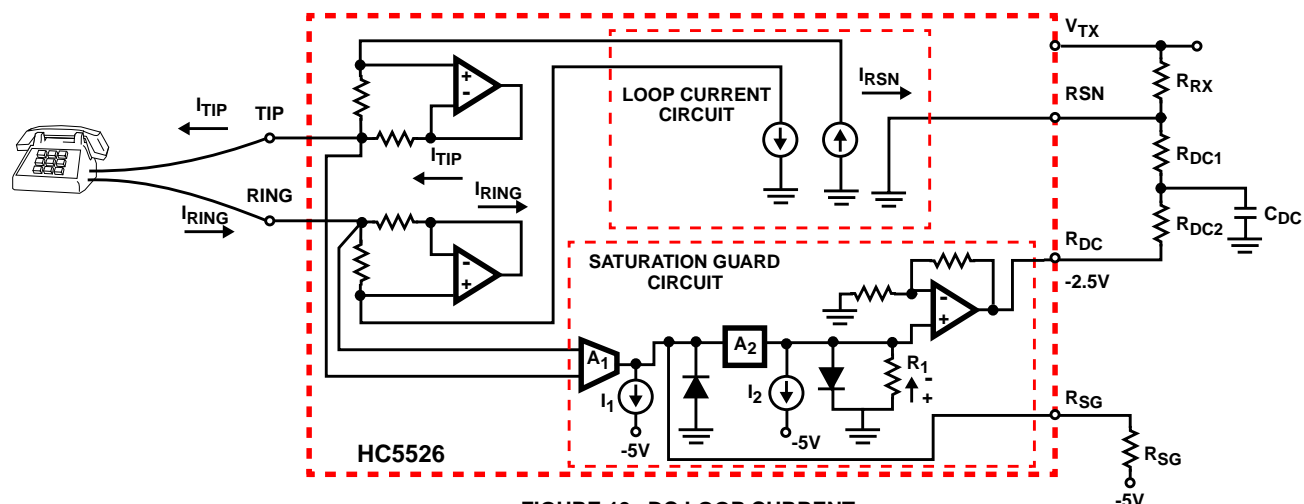 VTX
IRSN
RSN
LOOP CURRENT
CIRCUIT
RRX
ITIP
TIP
ITIP
RDC1
RING
IRING
IRING
CDC
RDC2
RDC
SATURATION GUARD
CIRCUIT
-2.5V
+
-
-
+
-
+
A1
A2
R1
-
+
I1
I2
-5V
-5V
RSG
HC5526
RSG
-5V